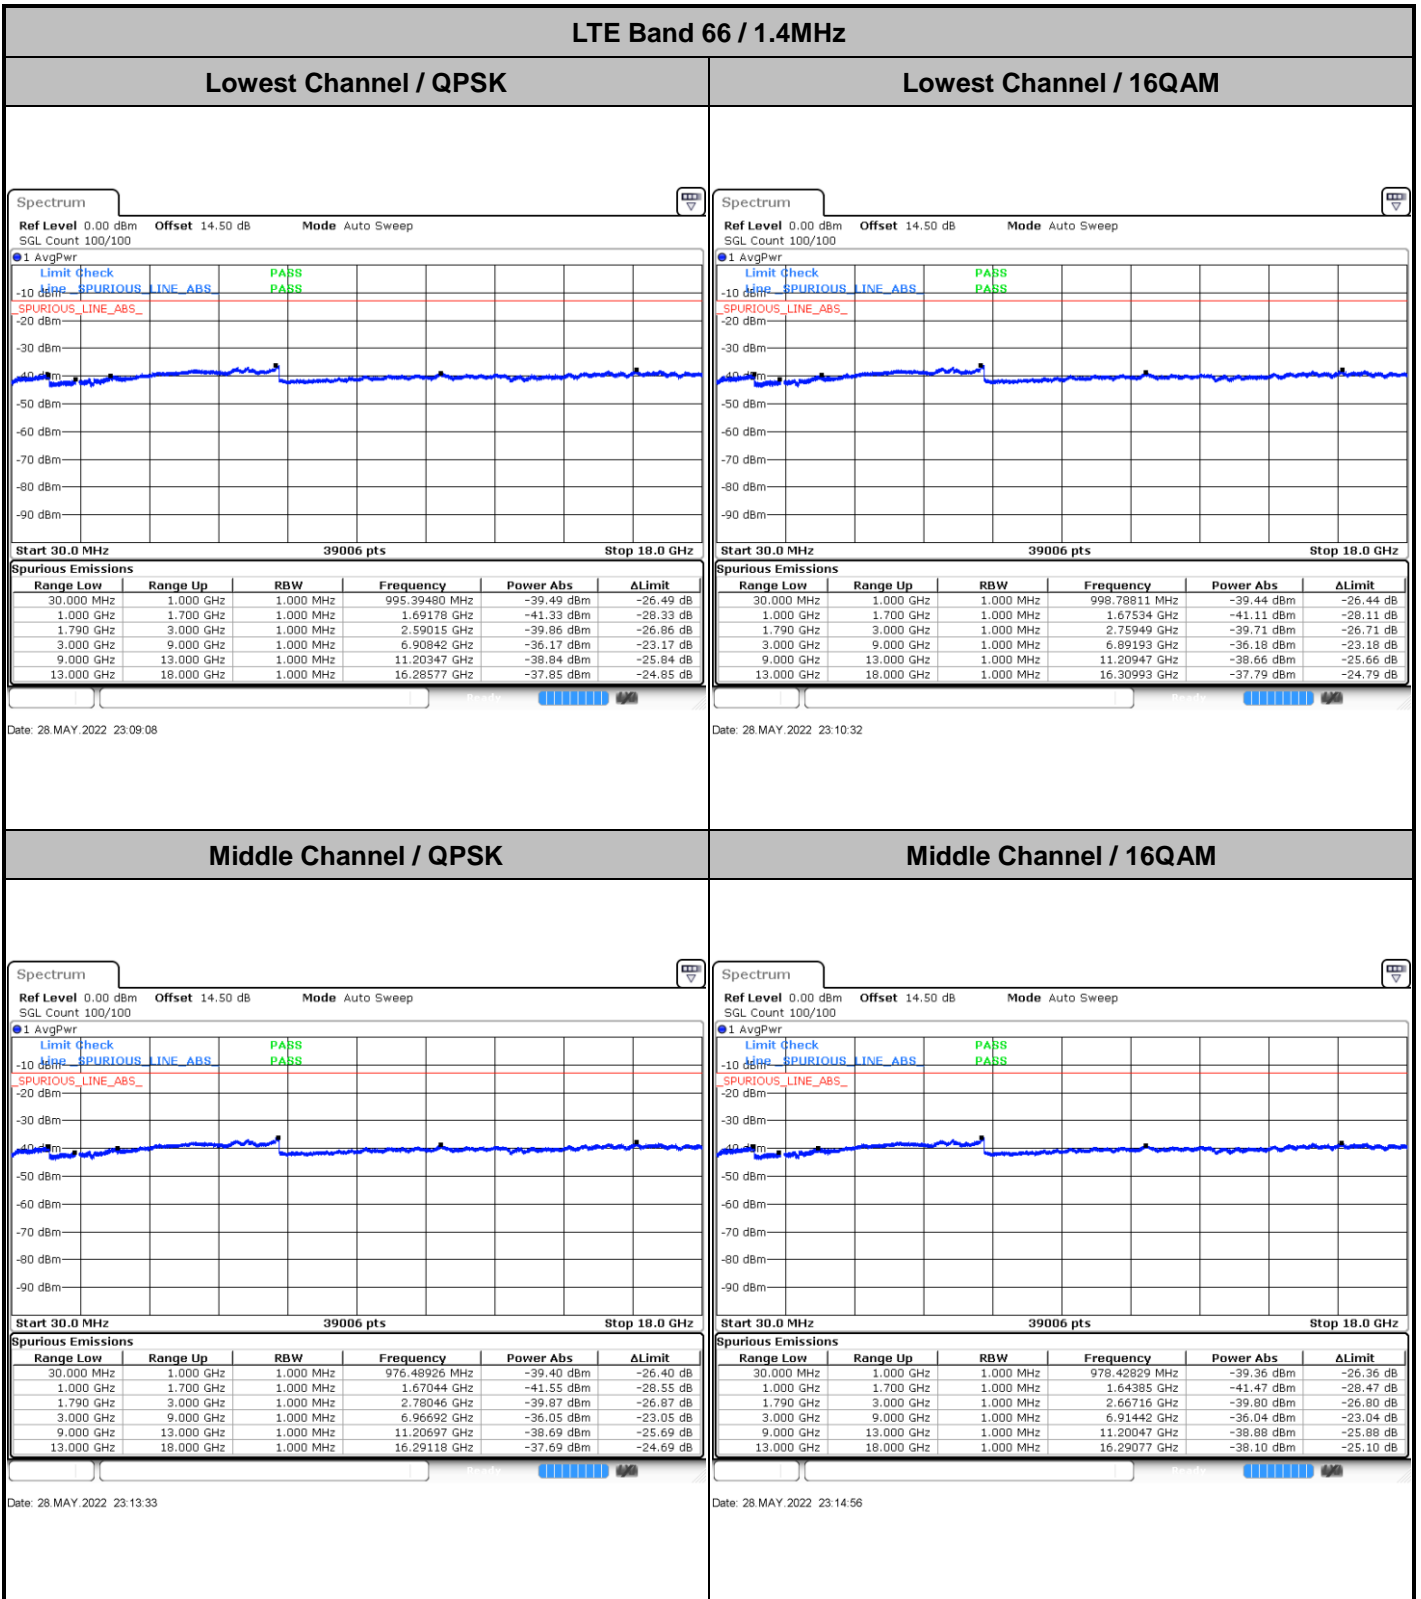 LTE Band 66 / 1.4MHz
Lowest Channel / QPSK
Lowest Channel / 16QAM
Spectrum
Ref Level 0.00 dBm Offset 14.50 dB Mode Auto Sweep
SGL Count 100/100
1 AvgPwr
Limit Check PASS
Line _SPURIOUS_LINE_ABS_ PASS
-10 dBm
_SPURIOUS_LINE_ABS_
-20 dBm
-30 dBm
-40 dBm
-50 dBm
-60 dBm
-70 dBm
-80 dBm
-90 dBm
Start 30.0 MHz 39006 pts Stop 18.0 GHz
Spurious Emissions
Range Low Range Up RBW Frequency Power Abs ΔLimit
30.000 MHz 1.000 GHz 1.000 MHz 995.39480 MHz -39.49 dBm -26.49 dB
1.000 GHz 1.700 GHz 1.000 MHz 1.69178 GHz -41.33 dBm -28.33 dB
1.790 GHz 3.000 GHz 1.000 MHz 2.59015 GHz -39.86 dBm -26.86 dB
3.000 GHz 9.000 GHz 1.000 MHz 6.90842 GHz -36.17 dBm -23.17 dB
9.000 GHz 13.000 GHz 1.000 MHz 11.20347 GHz -38.84 dBm -25.84 dB
13.000 GHz 18.000 GHz 1.000 MHz 16.28577 GHz -37.85 dBm -24.85 dB
Ready
Date: 28.MAY.2022 23:09:08
Spectrum
Ref Level 0.00 dBm Offset 14.50 dB Mode Auto Sweep
SGL Count 100/100
1 AvgPwr
Limit Check PASS
Line _SPURIOUS_LINE_ABS_ PASS
-10 dBm
_SPURIOUS_LINE_ABS_
-20 dBm
-30 dBm
-40 dBm
-50 dBm
-60 dBm
-70 dBm
-80 dBm
-90 dBm
Start 30.0 MHz 39006 pts Stop 18.0 GHz
Spurious Emissions
Range Low Range Up RBW Frequency Power Abs ΔLimit
30.000 MHz 1.000 GHz 1.000 MHz 998.78811 MHz -39.44 dBm -26.44 dB
1.000 GHz 1.700 GHz 1.000 MHz 1.67534 GHz -41.11 dBm -28.11 dB
1.790 GHz 3.000 GHz 1.000 MHz 2.75949 GHz -39.71 dBm -26.71 dB
3.000 GHz 9.000 GHz 1.000 MHz 6.89193 GHz -36.18 dBm -23.18 dB
9.000 GHz 13.000 GHz 1.000 MHz 11.20947 GHz -38.66 dBm -25.66 dB
13.000 GHz 18.000 GHz 1.000 MHz 16.30993 GHz -37.79 dBm -24.79 dB
Ready
Date: 28.MAY.2022 23:10:32
Middle Channel / QPSK
Middle Channel / 16QAM
Spectrum
Ref Level 0.00 dBm Offset 14.50 dB Mode Auto Sweep
SGL Count 100/100
1 AvgPwr
Limit Check PASS
Line _SPURIOUS_LINE_ABS_ PASS
-10 dBm
_SPURIOUS_LINE_ABS_
-20 dBm
-30 dBm
-40 dBm
-50 dBm
-60 dBm
-70 dBm
-80 dBm
-90 dBm
Start 30.0 MHz 39006 pts Stop 18.0 GHz
Spurious Emissions
Range Low Range Up RBW Frequency Power Abs ΔLimit
30.000 MHz 1.000 GHz 1.000 MHz 976.48926 MHz -39.40 dBm -26.40 dB
1.000 GHz 1.700 GHz 1.000 MHz 1.67044 GHz -41.55 dBm -28.55 dB
1.790 GHz 3.000 GHz 1.000 MHz 2.78046 GHz -39.87 dBm -26.87 dB
3.000 GHz 9.000 GHz 1.000 MHz 6.96692 GHz -36.05 dBm -23.05 dB
9.000 GHz 13.000 GHz 1.000 MHz 11.20697 GHz -38.69 dBm -25.69 dB
13.000 GHz 18.000 GHz 1.000 MHz 16.29118 GHz -37.69 dBm -24.69 dB
Ready
Date: 28.MAY.2022 23:13:33
Spectrum
Ref Level 0.00 dBm Offset 14.50 dB Mode Auto Sweep
SGL Count 100/100
1 AvgPwr
Limit Check PASS
Line _SPURIOUS_LINE_ABS_ PASS
-10 dBm
_SPURIOUS_LINE_ABS_
-20 dBm
-30 dBm
-40 dBm
-50 dBm
-60 dBm
-70 dBm
-80 dBm
-90 dBm
Start 30.0 MHz 39006 pts Stop 18.0 GHz
Spurious Emissions
Range Low Range Up RBW Frequency Power Abs ΔLimit
30.000 MHz 1.000 GHz 1.000 MHz 978.42829 MHz -39.36 dBm -26.36 dB
1.000 GHz 1.700 GHz 1.000 MHz 1.64385 GHz -41.47 dBm -28.47 dB
1.790 GHz 3.000 GHz 1.000 MHz 2.66716 GHz -39.80 dBm -26.80 dB
3.000 GHz 9.000 GHz 1.000 MHz 6.91442 GHz -36.04 dBm -23.04 dB
9.000 GHz 13.000 GHz 1.000 MHz 11.20047 GHz -38.88 dBm -25.88 dB
13.000 GHz 18.000 GHz 1.000 MHz 16.29077 GHz -38.10 dBm -25.10 dB
Ready
Date: 28.MAY.2022 23:14:56